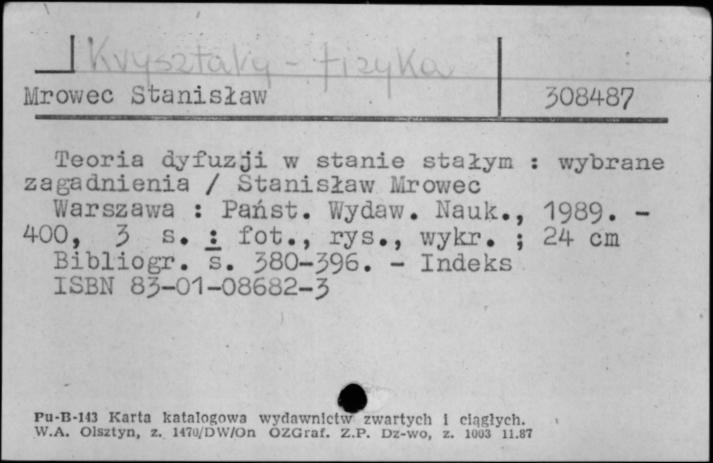 Kryształy - fizyka
Mrowec Stanisław 308487
Teoria dyfuzji w stanie stałym : wybrane
zagadnienia / Stanisław Mrowec
Warszawa : Państ. Wydaw. Nauk., 1989. -
400, 3 s. : fot., rys., wykr. ; 24 cm
Bibliogr. s. 380-396. - Indeks
ISBN 83-01-08682-3
Pu-B-143 Karta katalogowa wydawnictw zwartych i ciągłych.
W.A. Olsztyn, z. 1470/DW/On OZGraf. Z.P. Dz-wo, z. 1003 11.87